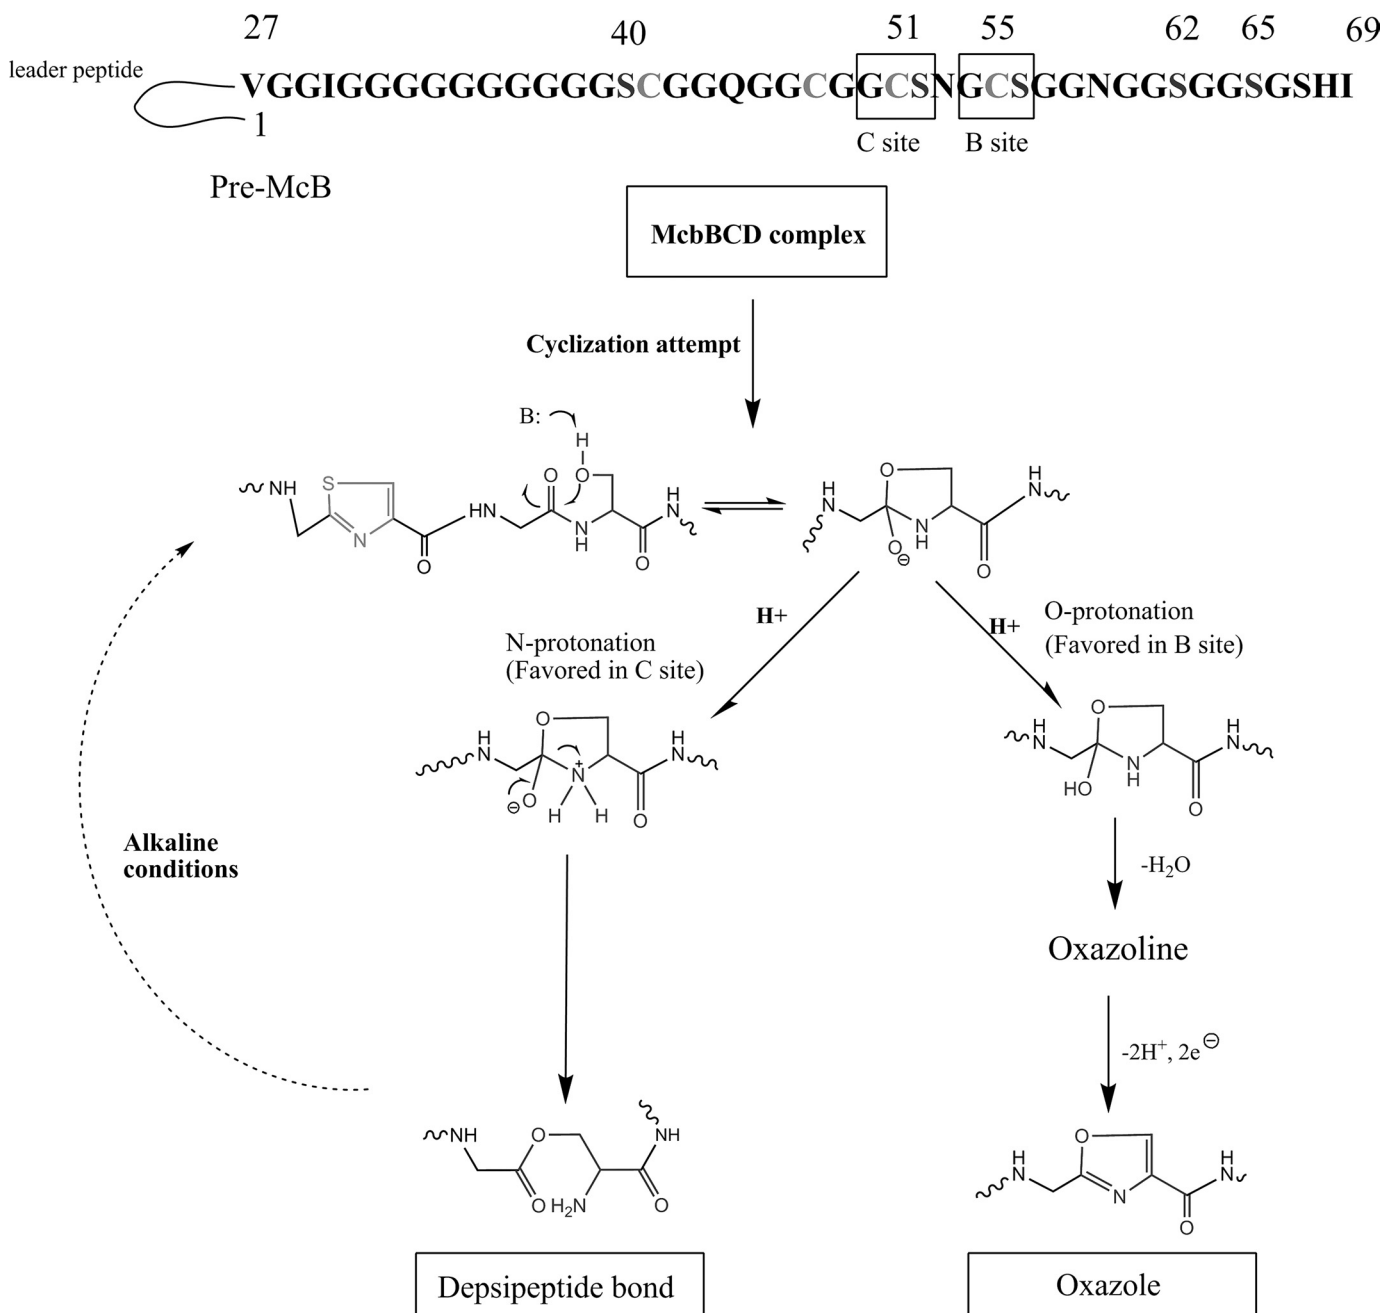 27 40 51 55 62 65 69
leader peptide
VGGIGGGGGGGGGGSCGGQGGCGGCSNGCSGGNGGSGGSGSHI
1
C site B site
Pre-McB
McbBCD complex
Cyclization attempt
B:
H
S NH N O HN O O N H O H N
H N O N H O ⊖ O H N
H+
N-protonation
(Favored in C site)
H+
O-protonation
(Favored in B site)
H N O ⊖ O N + H H O H N
H N O HO N H O H N
-H₂O
Alkaline
conditions
Oxazoline
-2H⁺, 2e⊖
NH O O H₂N O NH
H N O N O H N
Depsipeptide bond
Oxazole